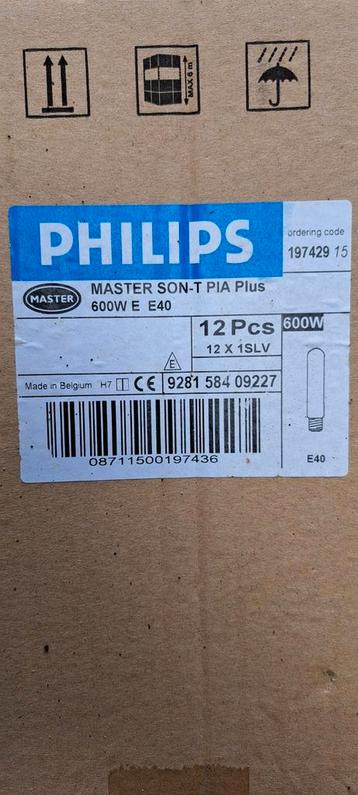 MAX 6 m
PHILIPS
ordering code
197429 15
MASTER
MASTER SON-T PIA Plus
600W E E40
12 Pcs
600W
12 X 1SLV
E
Made in Belgium H7 CE 9281 584 09227
08711500197436
E40